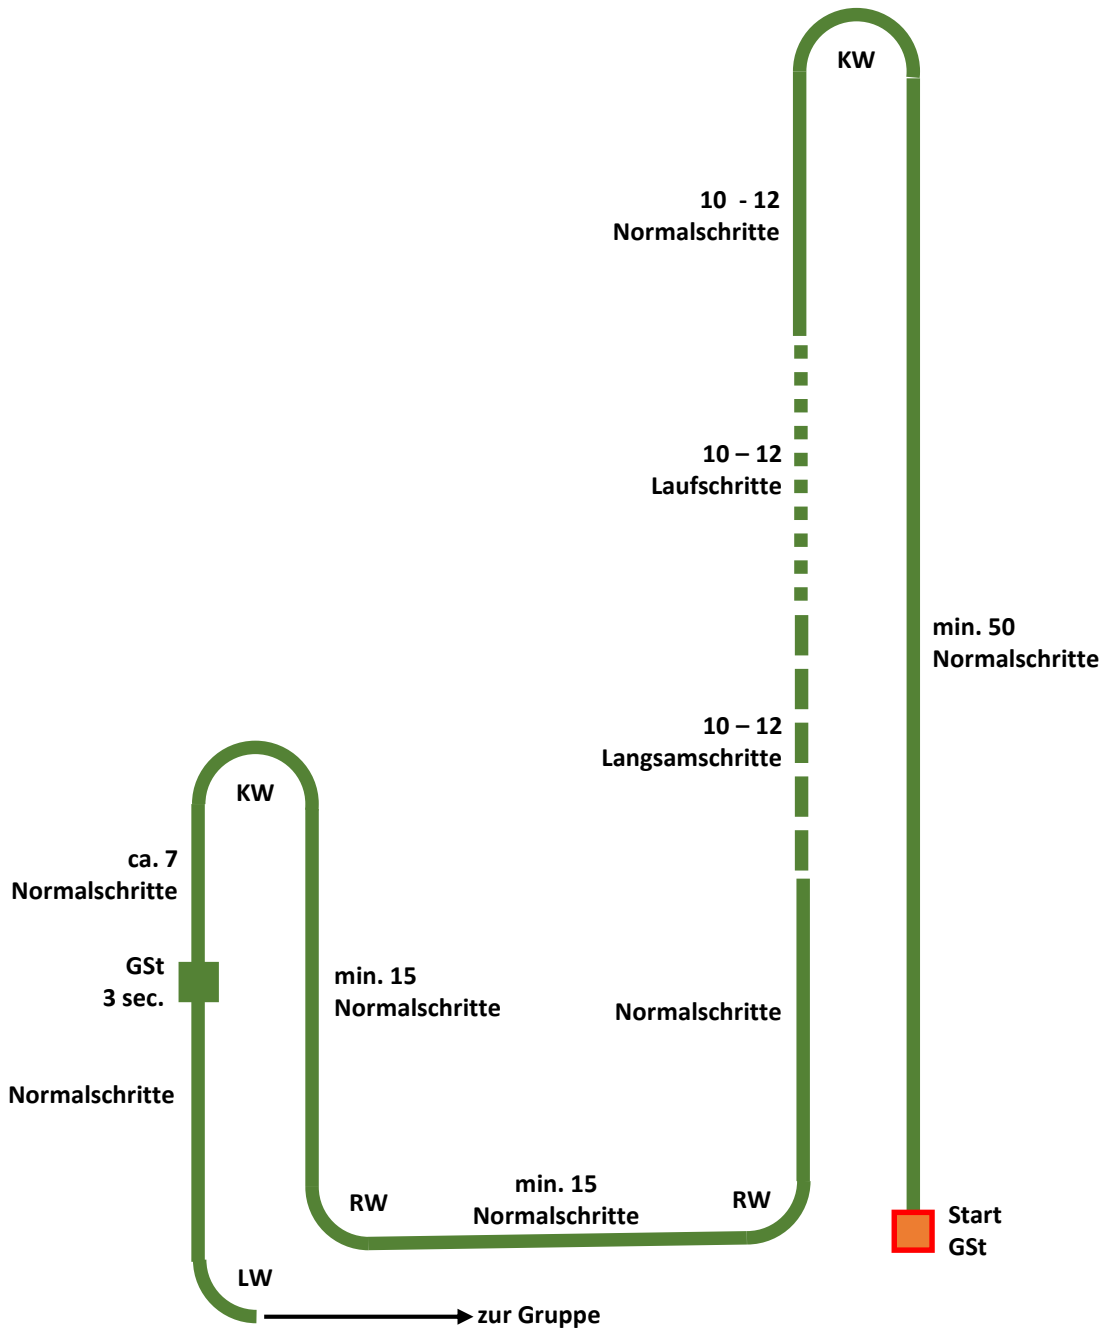 KW
10 - 12
Normalschritte
10 – 12
Laufschritte
min. 50
Normalschritte
10 – 12
Langsamschritte
KW
ca. 7
Normalschritte
GSt
3 sec.
min. 15
Normalschritte
Normalschritte
Normalschritte
RW
min. 15
Normalschritte
RW
Start
GSt
LW
zur Gruppe